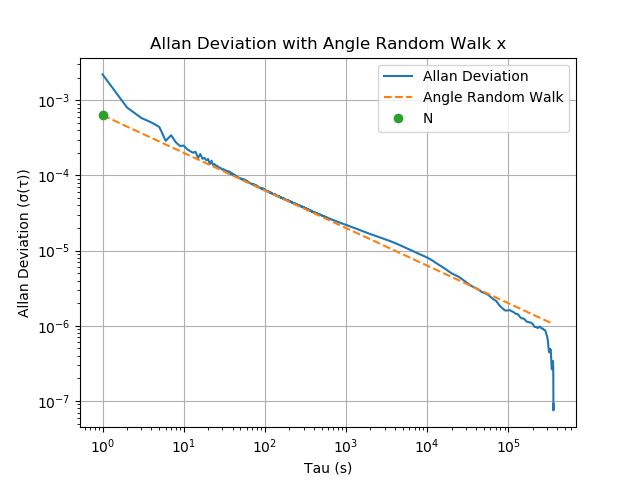 Allan Deviation with Angle Random Walk x
Allan Deviation
Angle Random Walk
N
Allan Deviation (σ(τ))
10⁻³
10⁻⁴
10⁻⁵
10⁻⁶
10⁻⁷
10⁰ 10¹ 10² 10³ 10⁴ 10⁵
Tau (s)